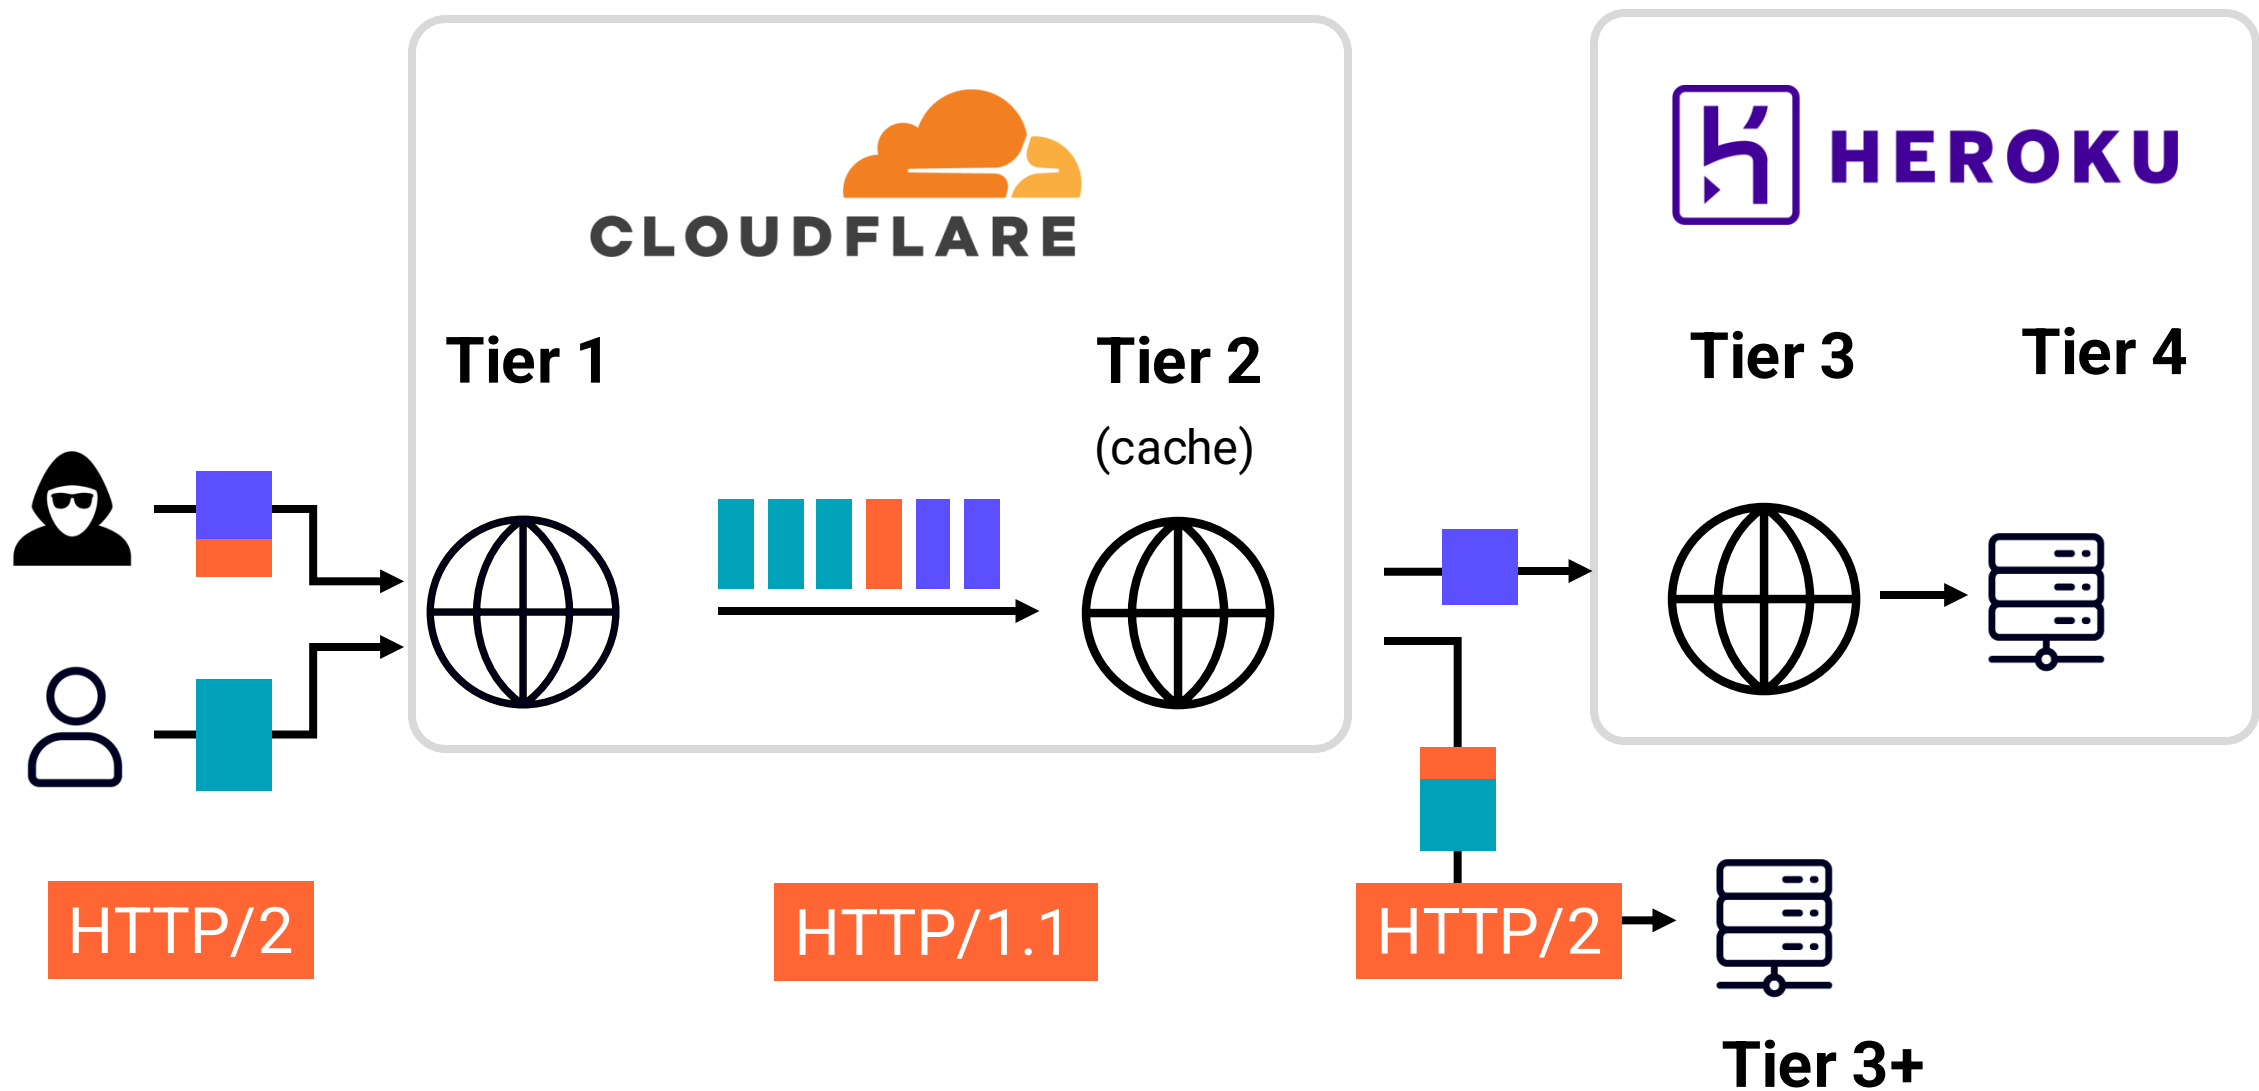 CLOUDFLARE
HEROKU
Tier 1
Tier 2
(cache)
Tier 3
Tier 4
HTTP/2
HTTP/1.1
HTTP/2
Tier 3+